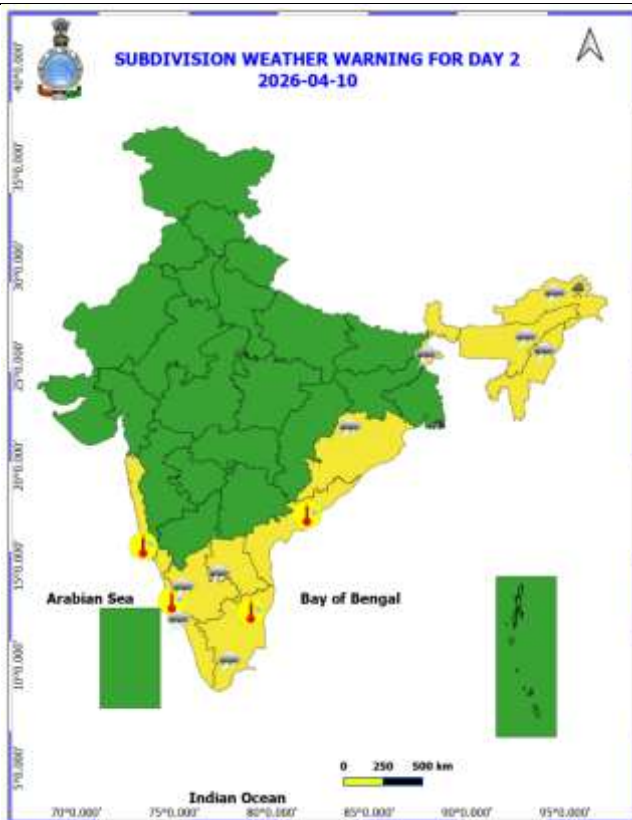 SUBDIVISION WEATHER WARNING FOR DAY 2
2026-04-10
40°0.000'
35°0.000'
30°0.000'
25°0.000'
20°0.000'
15°0.000'
Arabian Sea
Bay of Bengal
10°0.000'
5°0.000'
0 250 500 km
Indian Ocean
70°0.000' 75°0.000' 80°0.000' 85°0.000' 90°0.000' 95°0.000'